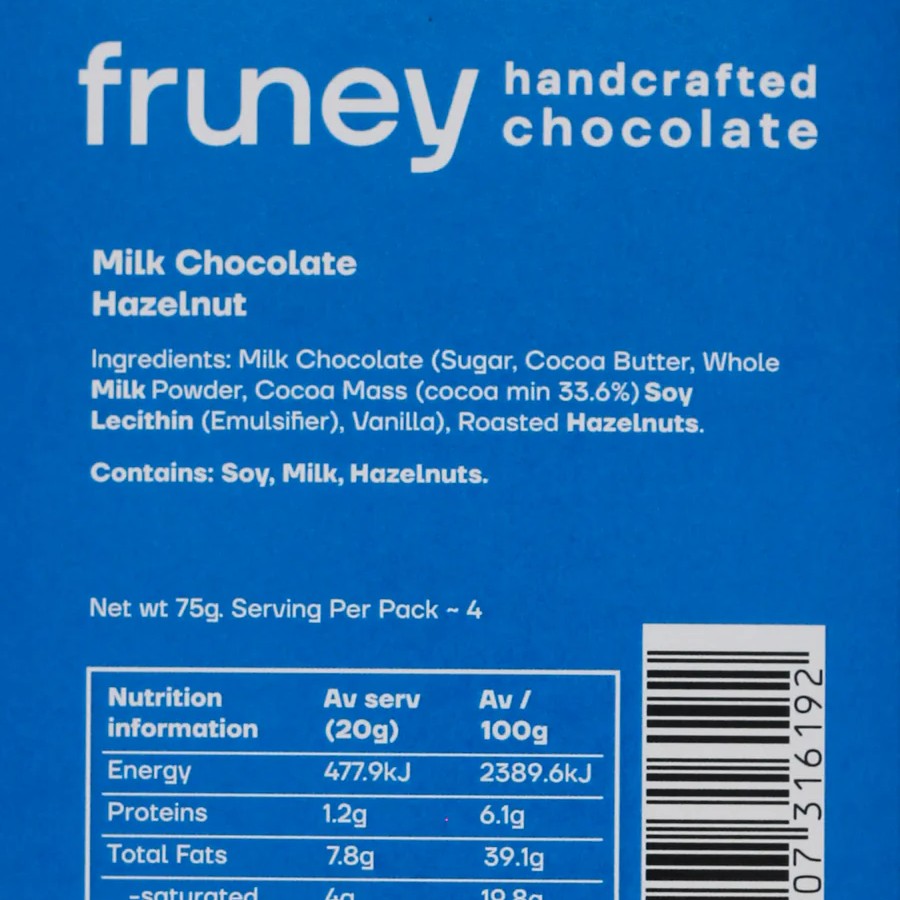 fruney handcrafted
chocolate
Milk Chocolate
Hazelnut
Ingredients: Milk Chocolate (Sugar, Cocoa Butter, Whole
Milk Powder, Cocoa Mass (cocoa min 33.6%) Soy
Lecithin (Emulsifier), Vanilla), Roasted Hazelnuts.
Contains: Soy, Milk, Hazelnuts.
Net wt 75g. Serving Per Pack ~ 4
Nutrition Av serv Av /
information (20g) 100g
Energy 477.9kJ 2389.6kJ
Proteins 1.2g 6.1g
Total Fats 7.8g 39.1g
-saturated 4g 19.8g
07 316192